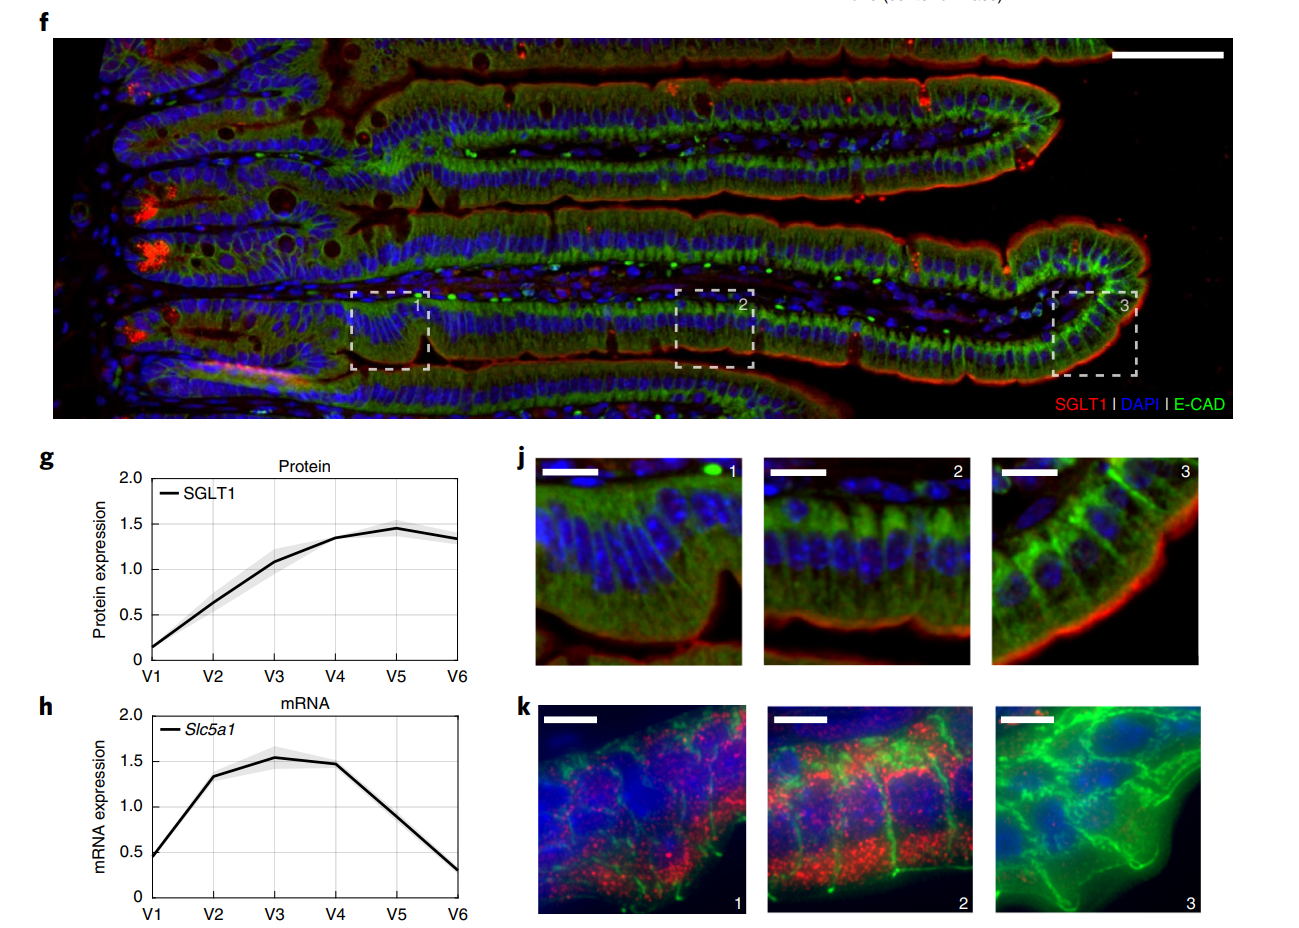 f
1
2
3
SGLT1 | DAPI | E-CAD
g
Protein
Protein expression
2.0
1.5
1.0
0.5
0
SGLT1
V1 V2 V3 V4 V5 V6
h
mRNA
mRNA expression
2.0
1.5
1.0
0.5
0
Slc5a1
V1 V2 V3 V4 V5 V6
j
1
2
3
k
1
2
3